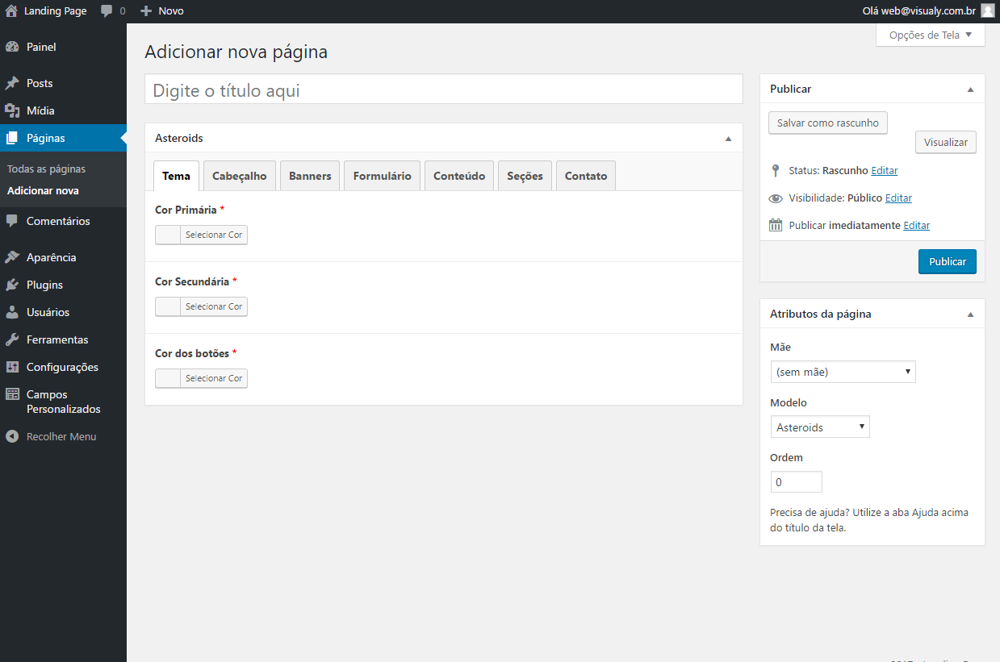 Landing Page
0
Novo
Olá web@visualy.com.br
Opções de Tela
Painel
Posts
Mídia
Páginas
Todas as páginas
Adicionar nova
Comentários
Aparência
Plugins
Usuários
Ferramentas
Configurações
Campos
Personalizados
Recolher Menu
Adicionar nova página
Digite o título aqui
Asteroids
Tema
Cabeçalho
Banners
Formulário
Conteúdo
Seções
Contato
Cor Primária *
Selecionar Cor
Cor Secundária *
Selecionar Cor
Cor dos botões *
Selecionar Cor
Publicar
Salvar como rascunho
Visualizar
Status: Rascunho Editar
Visibilidade: Público Editar
Publicar imediatamente Editar
Publicar
Atributos da página
Mãe
(sem mãe)
Modelo
Asteroids
Ordem
0
Precisa de ajuda? Utilize a aba Ajuda acima
do título da tela.